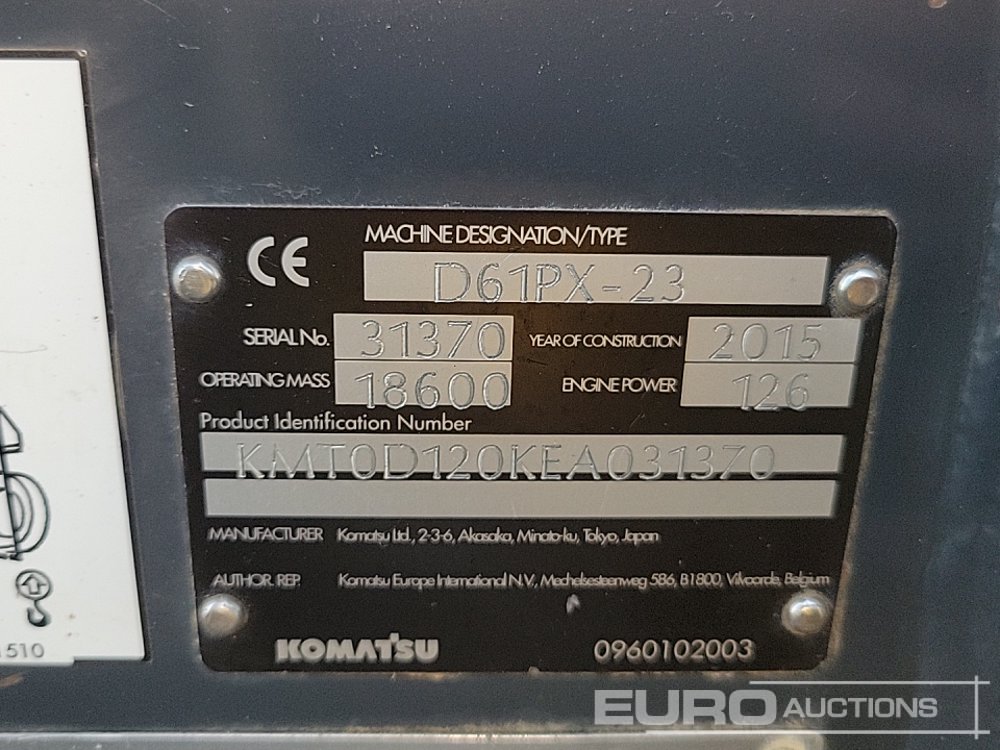 CE
MACHINE DESIGNATION/TYPE
D61PX-23
SERIAL No. 31370 YEAR OF CONSTRUCTION 2015
OPERATING MASS 18600 ENGINE POWER 126
Product Identification Number
KMT0D120KEA031370
MANUFACTURER Komatsu Ltd., 2-3-6, Akasaka, Minato-ku, Tokyo, Japan
AUTHOR. REP. Komatsu Europe International N.V., Mechelsesteenweg 586, B1800, Vilvoorde, Belgium
KOMATSU 0960102003
1510
EURO AUCTIONS